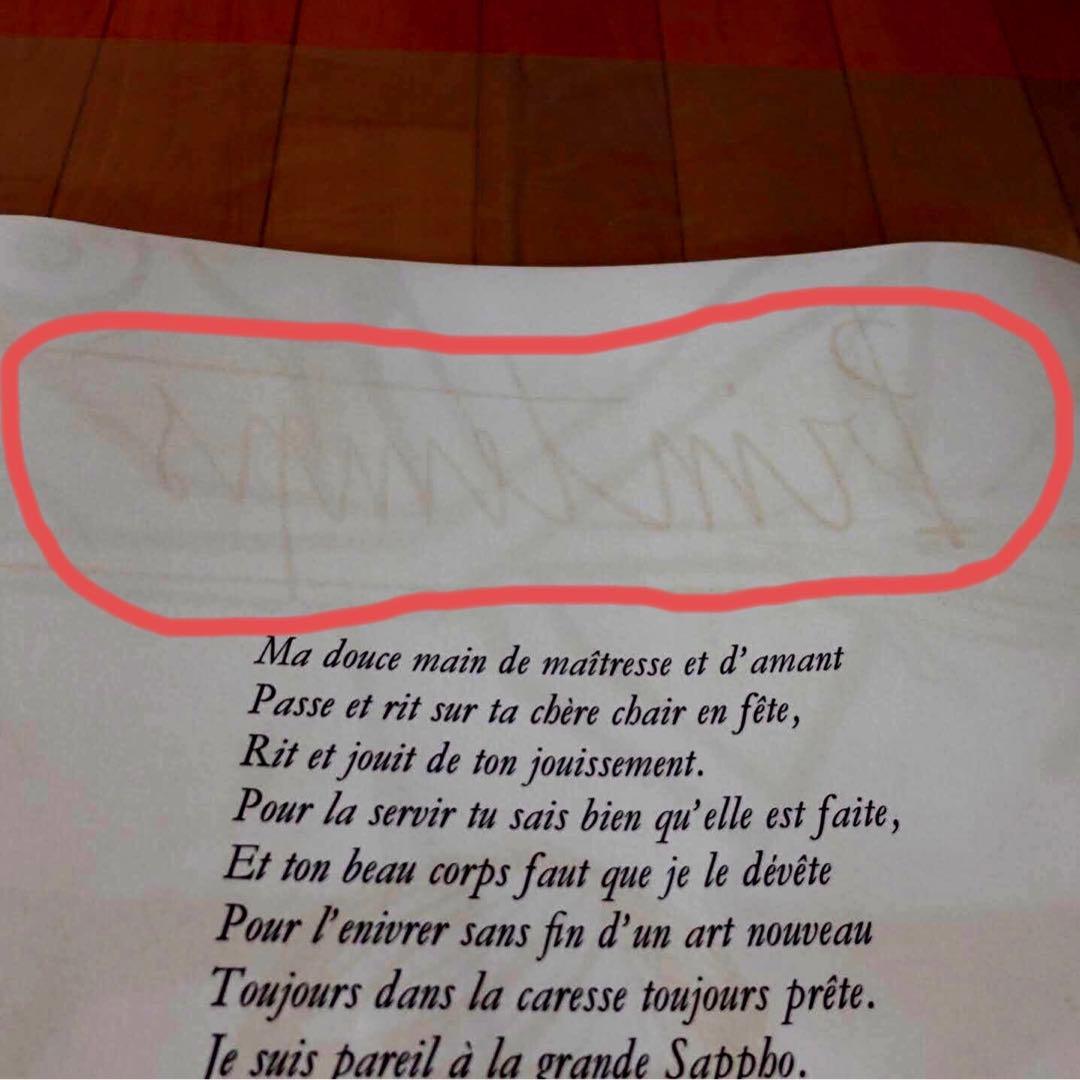 Printemps
Ma douce main de maîtresse et d'amant
Passe et rit sur ta chère chair en fête,
Rit et jouit de ton jouissement.
Pour la servir tu sais bien qu'elle est faite,
Et ton beau corps faut que je le dévête
Pour l'enivrer sans fin d'un art nouveau
Toujours dans la caresse toujours prête.
Je suis pareil à la grande Sappho.